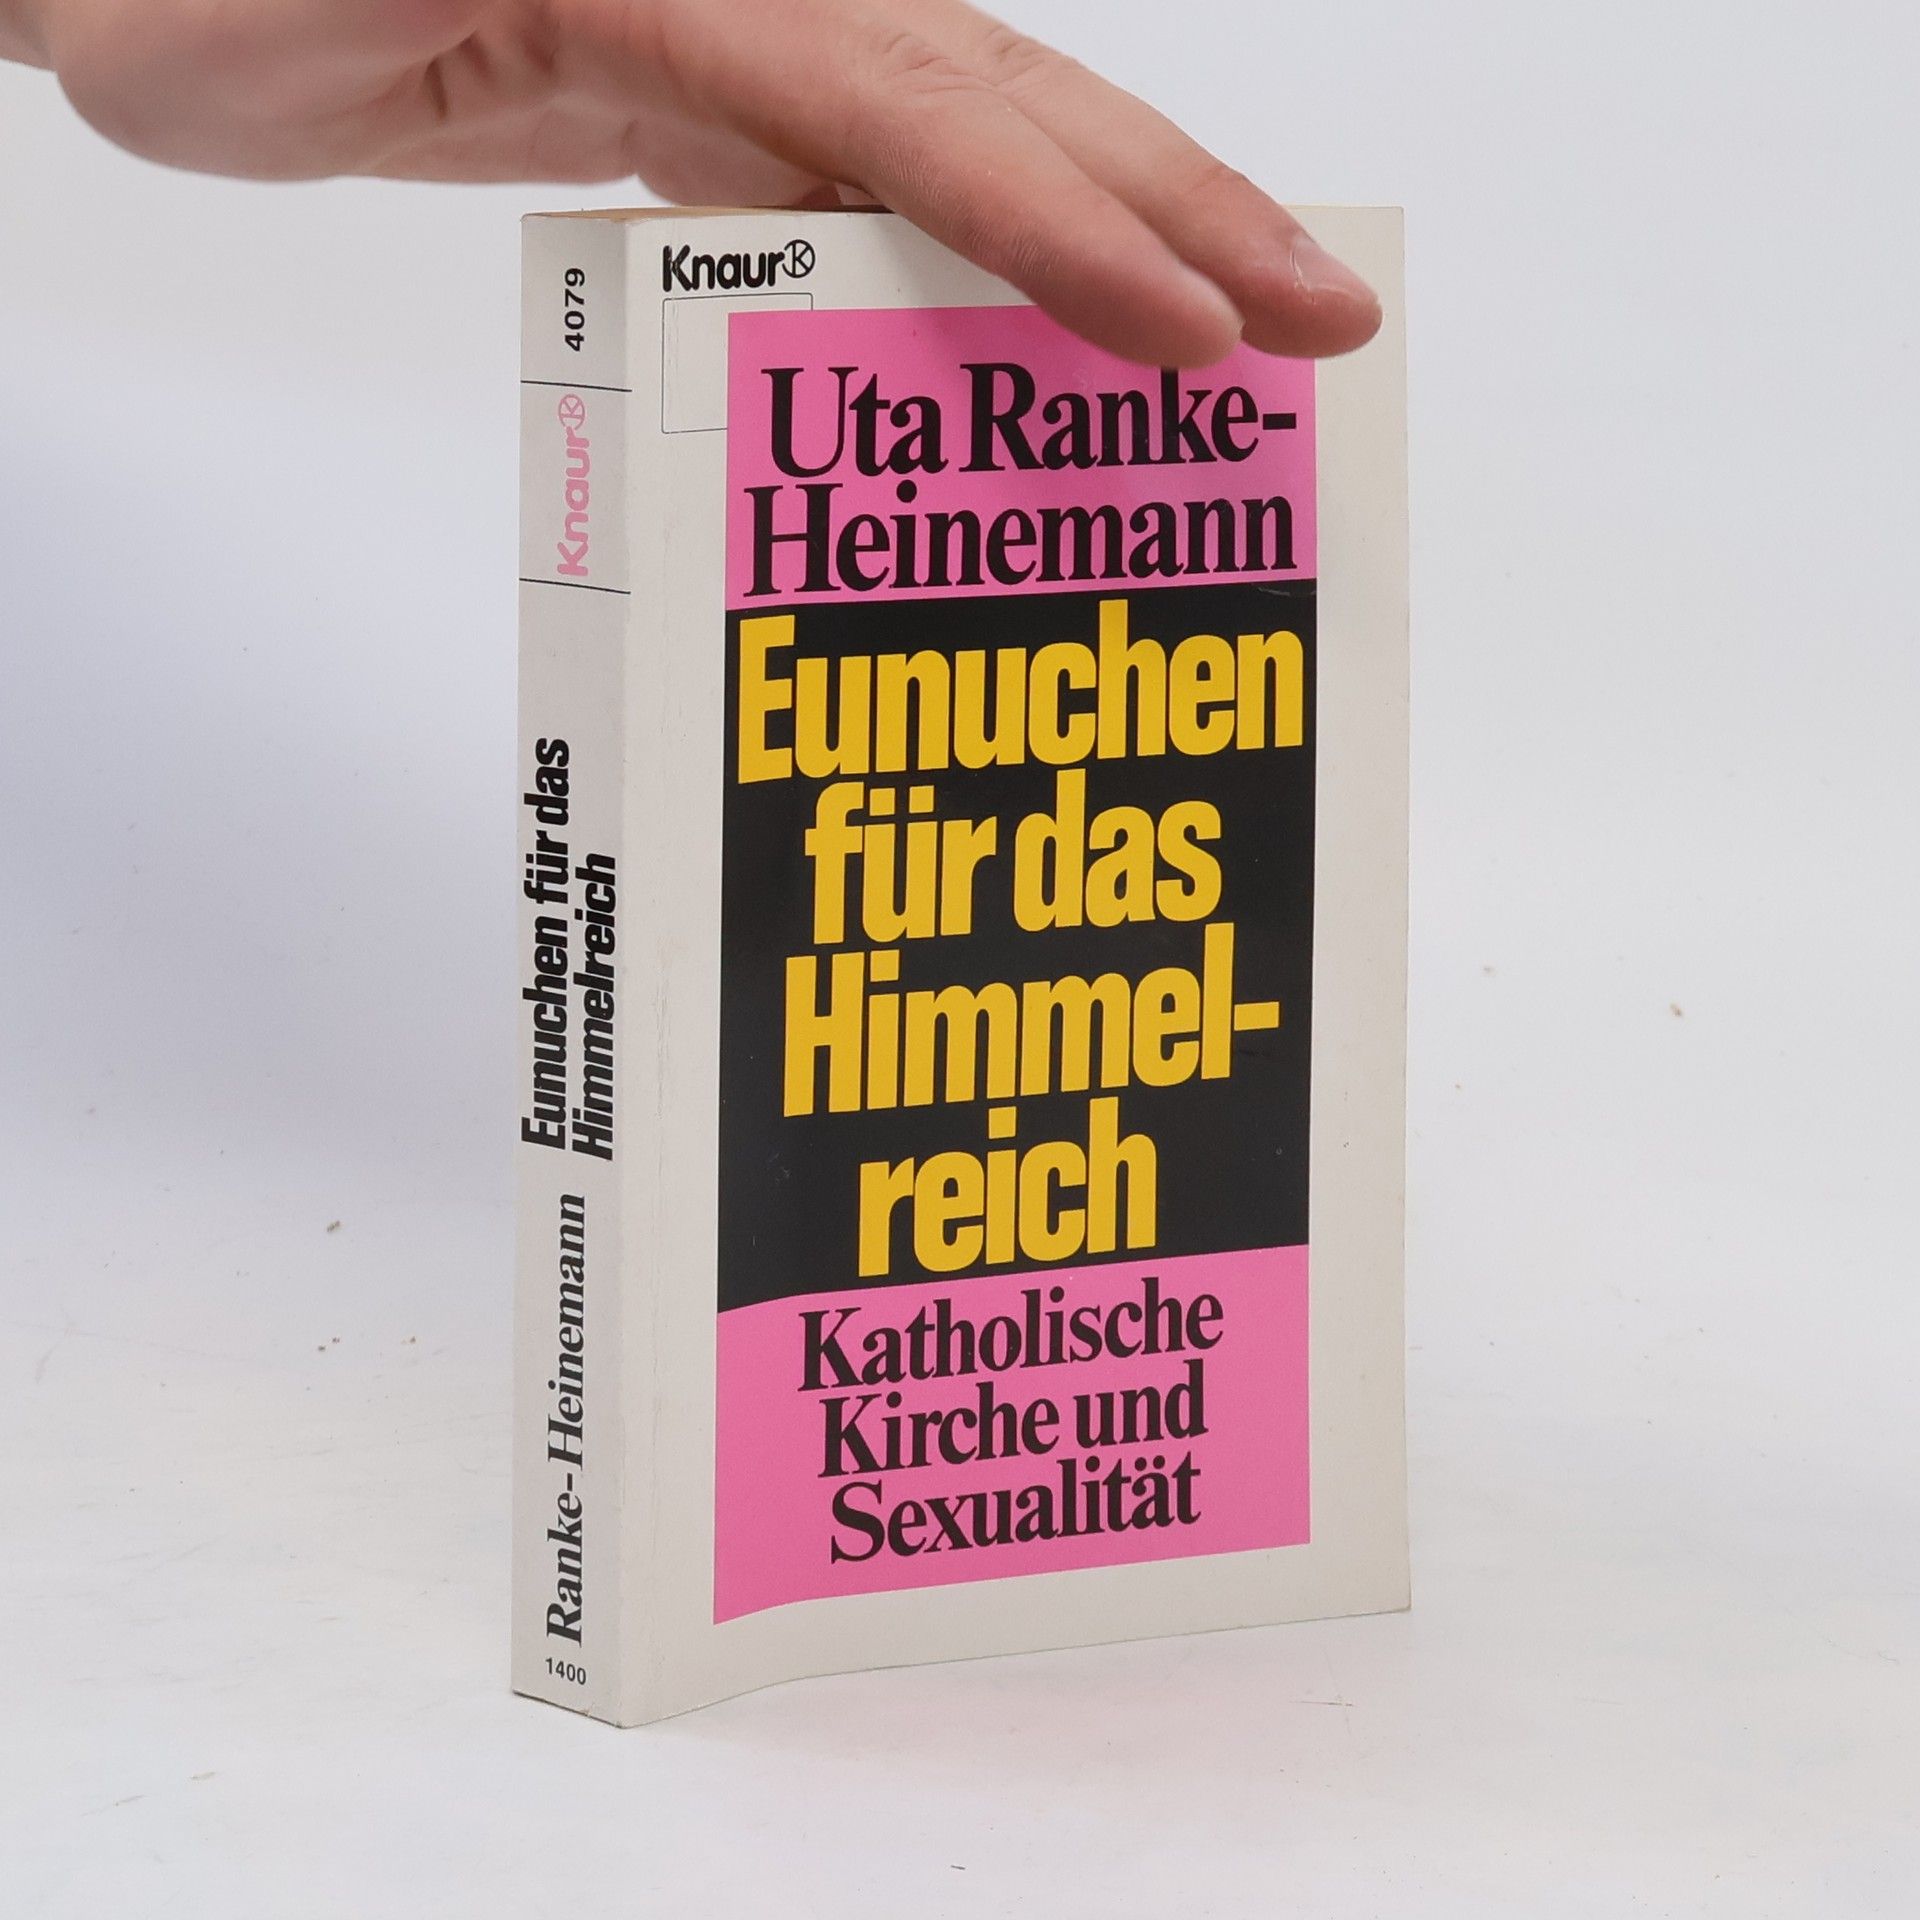 Knaur
Uta Ranke-
Heinemann
Eunuchen
für das
Himmel-
reich
Katholische
Kirche und
Sexualität
4079
Knaur
Eunuchen für das
Himmelreich
Ranke-Heinemann
1400